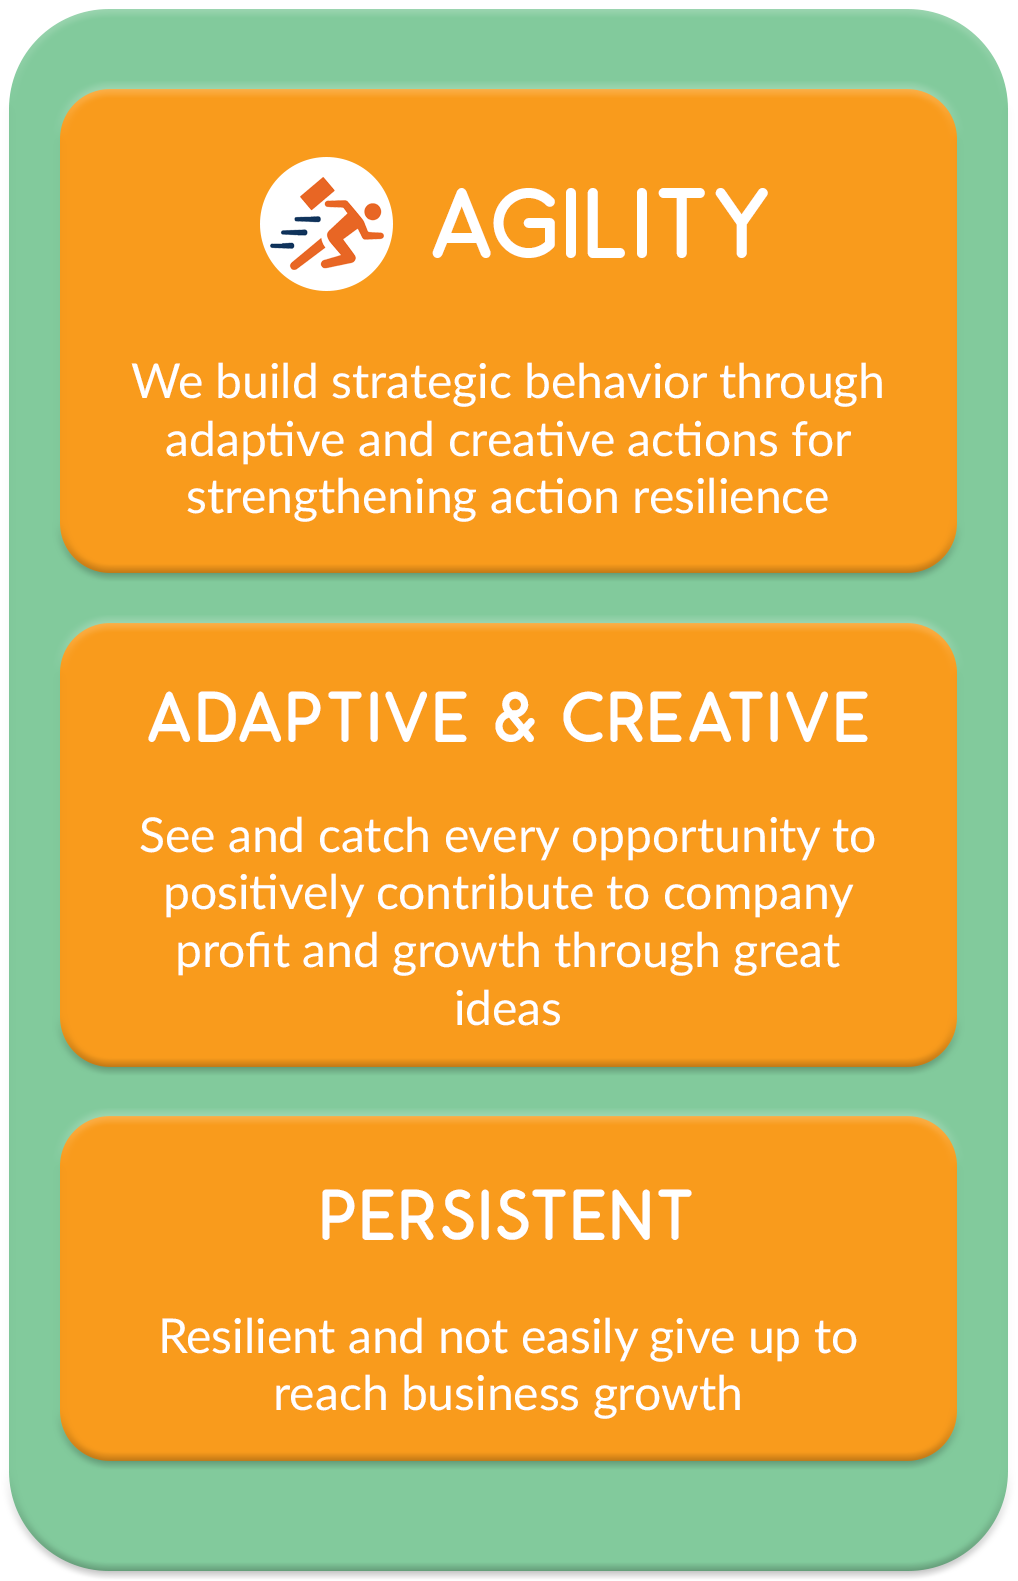 AGILITY
We build strategic behavior through
adaptive and creative actions for
strengthening action resilience
ADAPTIVE & CREATIVE
See and catch every opportunity to
positively contribute to company
profit and growth through great
ideas
PERSISTENT
Resilient and not easily give up to
reach business growth